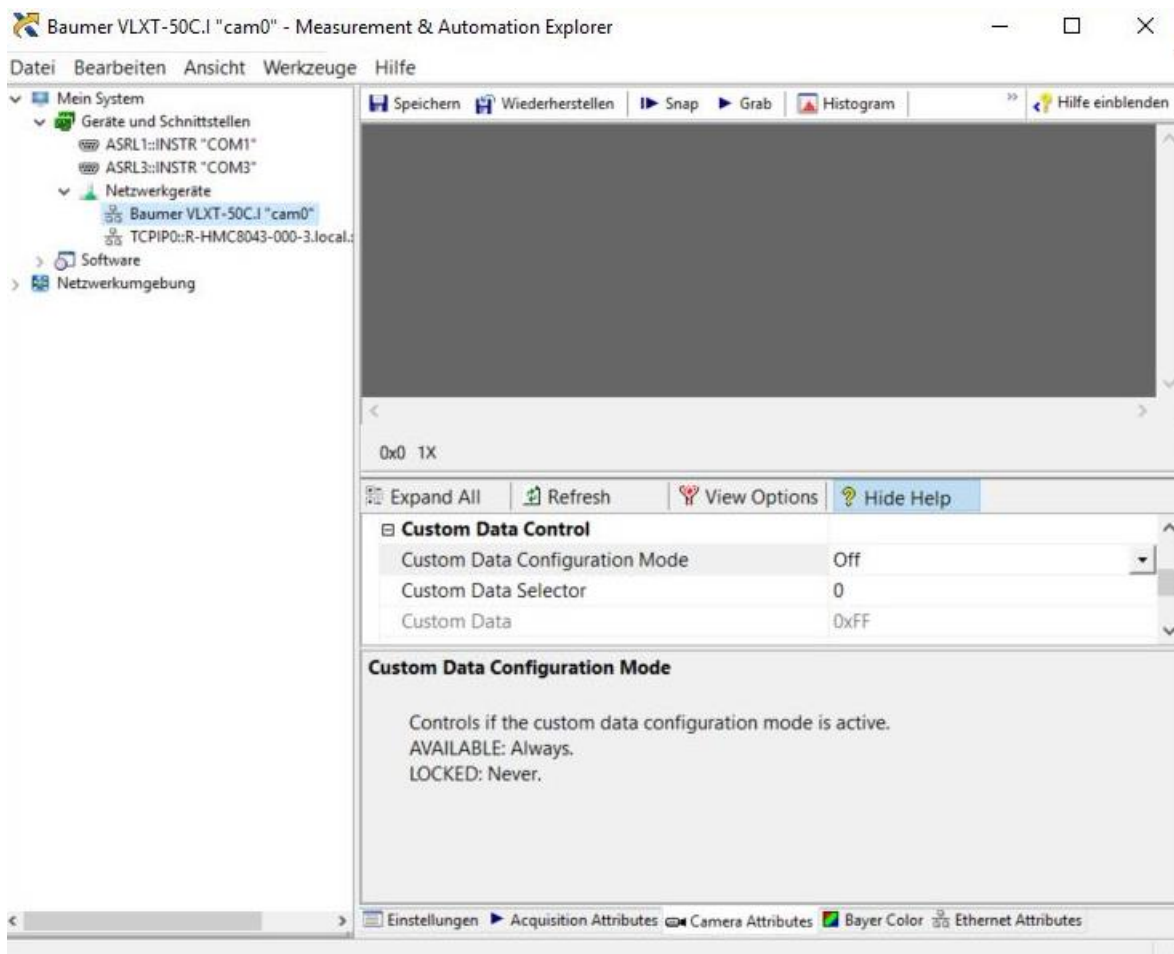 Baumer VLXT-50C.I "cam0" - Measurement & Automation Explorer
Datei Bearbeiten Ansicht Werkzeuge Hilfe
Mein System
Geräte und Schnittstellen
ASRL1::INSTR "COM1"
ASRL3::INSTR "COM3"
Netzwerkgeräte
Baumer VLXT-50C.I "cam0"
TCPIP0::R-HMC8043-000-3.local.:
Software
Netzwerkumgebung
Speichern Wiederherstellen Snap Grab Histogram Hilfe einblenden
0x0 1X
Expand All Refresh View Options Hide Help
Custom Data Control
Custom Data Configuration Mode Off
Custom Data Selector 0
Custom Data 0xFF
Custom Data Configuration Mode
Controls if the custom data configuration mode is active.
AVAILABLE: Always.
LOCKED: Never.
Einstellungen Acquisition Attributes Camera Attributes Bayer Color Ethernet Attributes